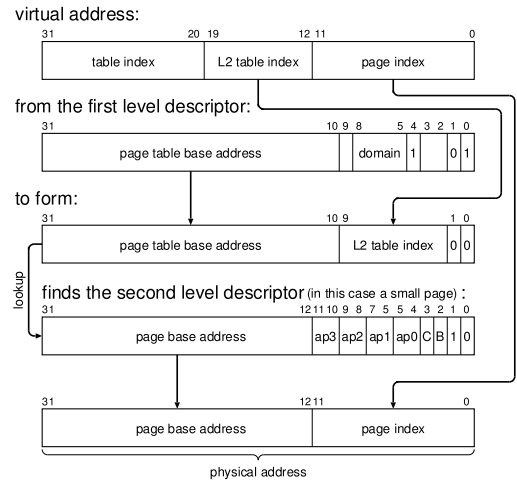 virtual address:
31 20 19 12 11 0
table index L2 table index page index
from the first level descriptor:
31 10 9 8 5 4 3 2 1 0
page table base address domain 1 0 1
to form:
31 10 9 1 0
page table base address L2 table index 0 0
lookup
finds the second level descriptor (in this case a small page) :
31 12 11 10 9 8 7 5 5 4 3 2 1 0
page base address ap3 ap2 ap1 ap0 C B 1 0
31 12 11 0
page base address page index
physical address